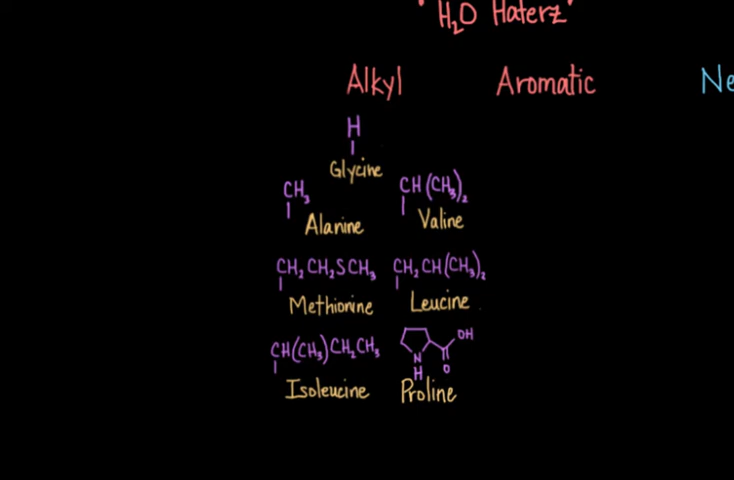 "H₂O Haterz"
Alkyl Aromatic Ne
H
Glycine
CH₃ CH(CH₃)₂
Alanine Valine
CH₂CH₂SCH₃ CH₂CH(CH₃)₂
Methionine Leucine
CH(CH₃)CH₂CH₃ OH
N O
H
Isoleucine Proline